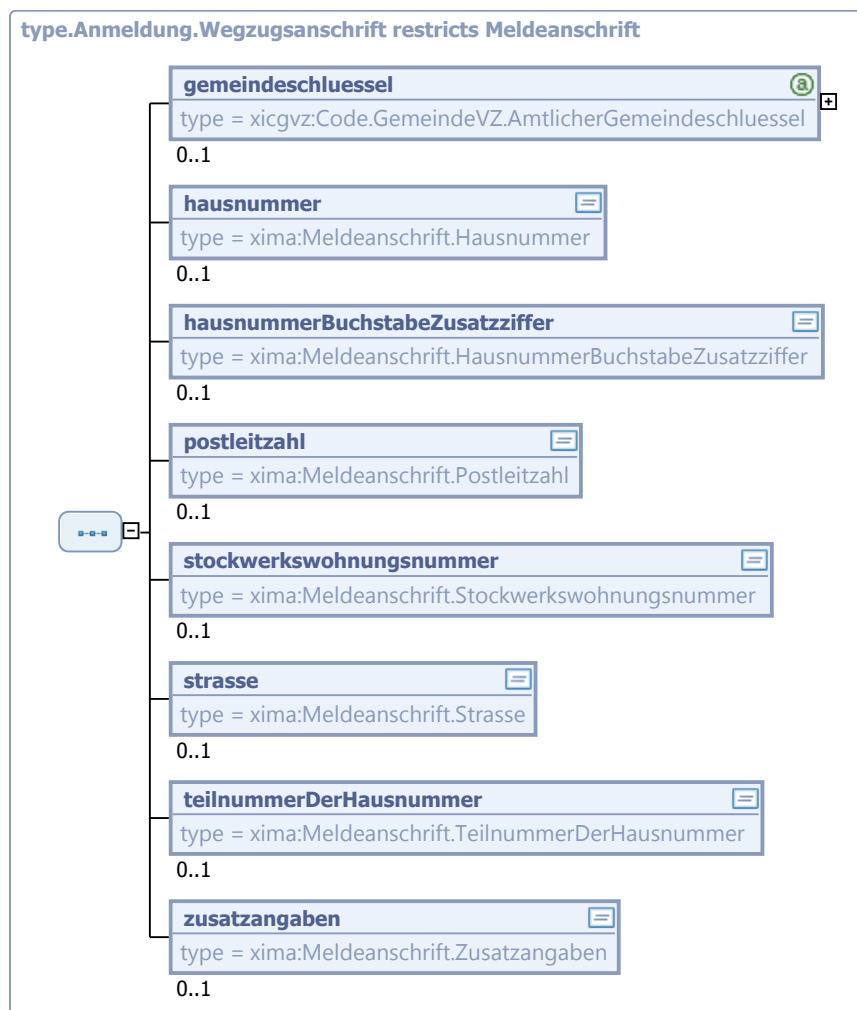 type.Anmeldung.Wegzugsanschrift restricts Meldeanschrift
gemeindeschluessel a
type = xicgvz:Code.GemeindeVZ.AmtlicherGemeindeschluessel
0..1
hausnummer
type = xima:Meldeanschrift.Hausnummer
0..1
hausnummerBuchstabeZusatzziffer
type = xima:Meldeanschrift.HausnummerBuchstabeZusatzziffer
0..1
postleitzahl
type = xima:Meldeanschrift.Postleitzahl
0..1
stockwerkswohnungsnummer
type = xima:Meldeanschrift.Stockwerkswohnungsnummer
0..1
strasse
type = xima:Meldeanschrift.Strasse
0..1
teilnummerDerHausnummer
type = xima:Meldeanschrift.TeilnummerDerHausnummer
0..1
zusatzangaben
type = xima:Meldeanschrift.Zusatzangaben
0..1